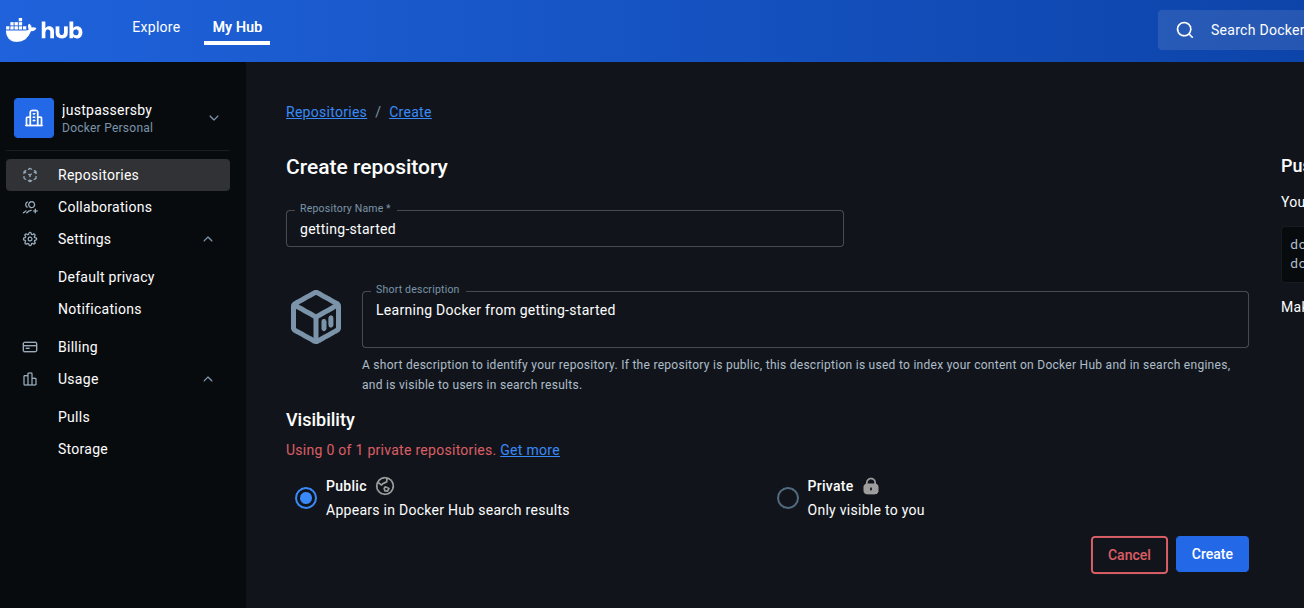 hub
Explore
My Hub
Search Docker
justpassersby
Docker Personal
Repositories
Collaborations
Settings
Default privacy
Notifications
Billing
Usage
Pulls
Storage
Repositories / Create
Create repository
Repository Name *
getting-started
Short description
Learning Docker from getting-started
A short description to identify your repository. If the repository is public, this description is used to index your content on Docker Hub and in search engines,
and is visible to users in search results.
Visibility
Using 0 of 1 private repositories. Get more
Public
Appears in Docker Hub search results
Private
Only visible to you
Cancel
Create
You